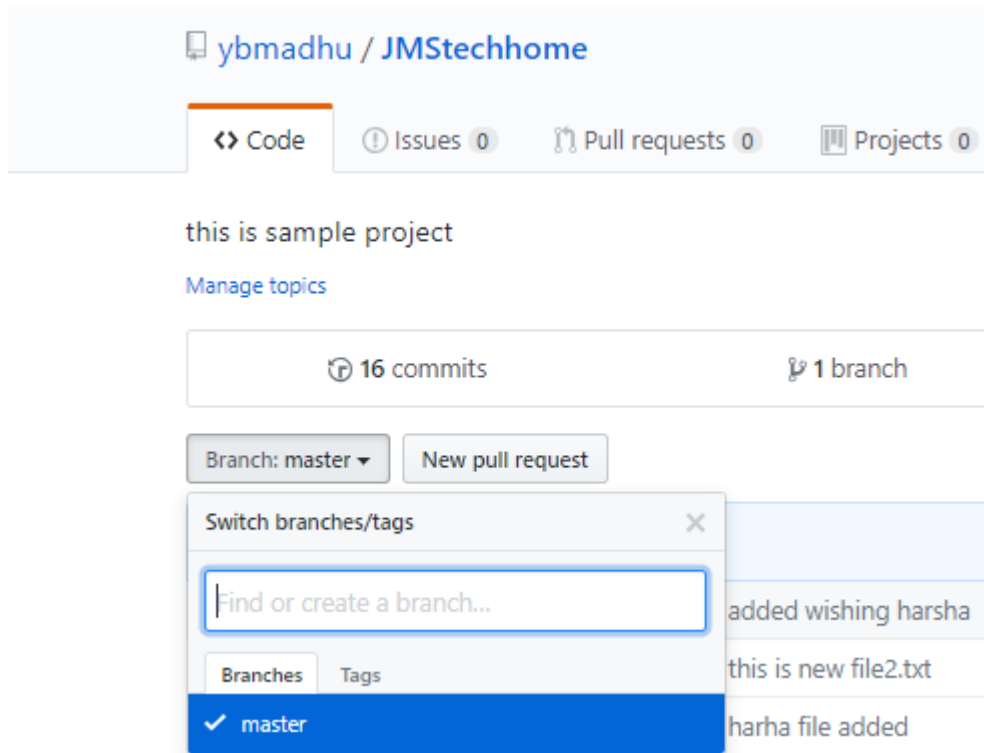 ybmadhu / JMStechhome
Code Issues 0 Pull requests 0 Projects 0
this is sample project
Manage topics
16 commits 1 branch
Branch: master New pull request
Switch branches/tags
Find or create a branch...
added wishing harsha
Branches Tags
this is new file2.txt
master
harha file added